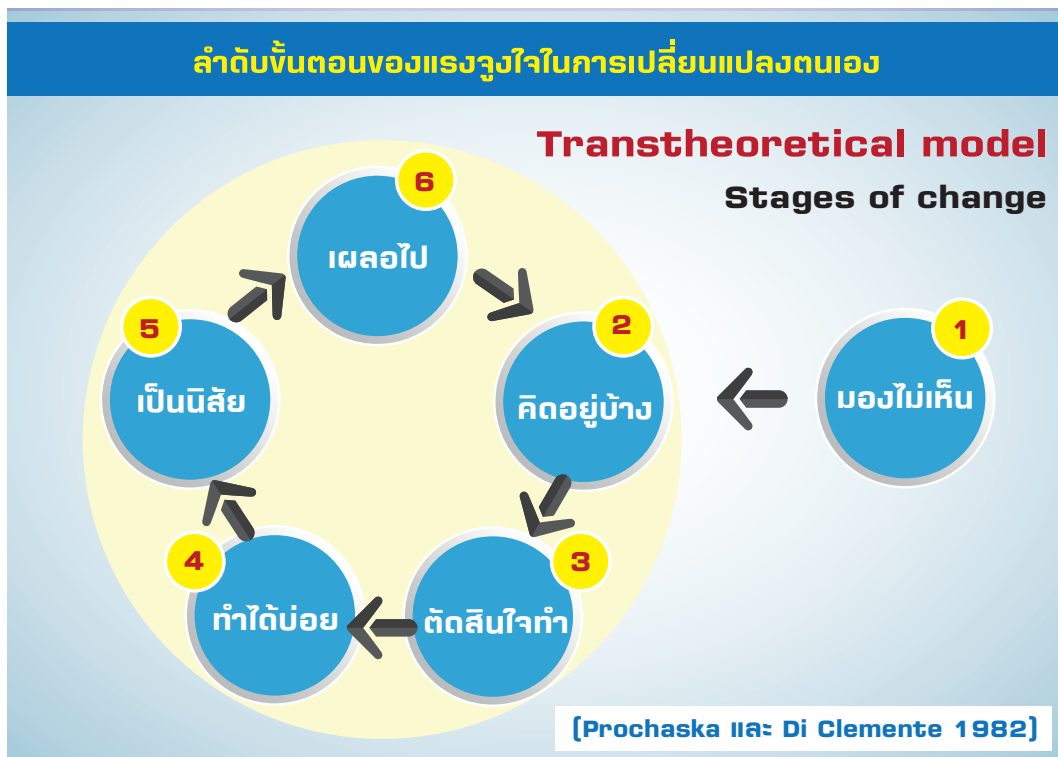 ลำดับขั้นตอนของแรงจูงใจในการเปลี่ยนแปลงตนเอง
Transtheoretical model
Stages of change
1
มองไม่เห็น
2
คิดอยู่บ้าง
3
ตัดสินใจทำ
4
ทำได้บ่อย
5
เป็นนิสัย
6
เผลอไป
(Prochaska และ Di Clemente 1982)